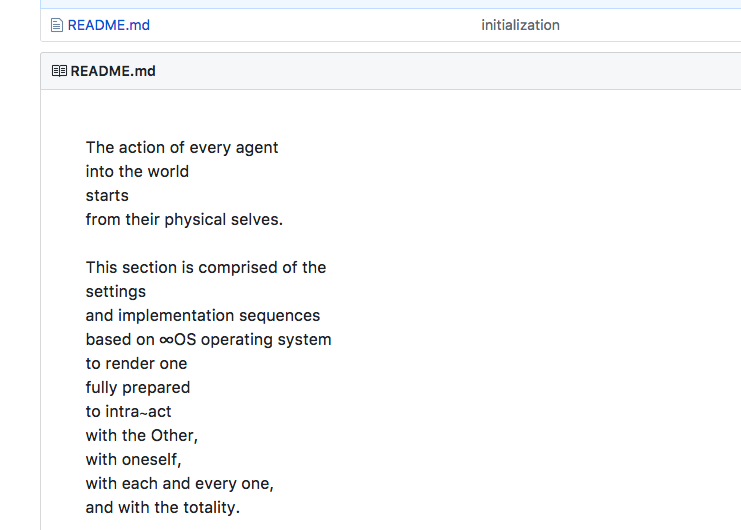 README.md initialization
README.md
The action of every agent
into the world
starts
from their physical selves.
This section is comprised of the
settings
and implementation sequences
based on ∞OS operating system
to render one
fully prepared
to intra~act
with the Other,
with oneself,
with each and every one,
and with the totality.